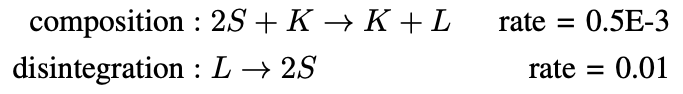 composition : 2S + K → K + L rate = 0.5E-3
disintegration : L → 2S rate = 0.01